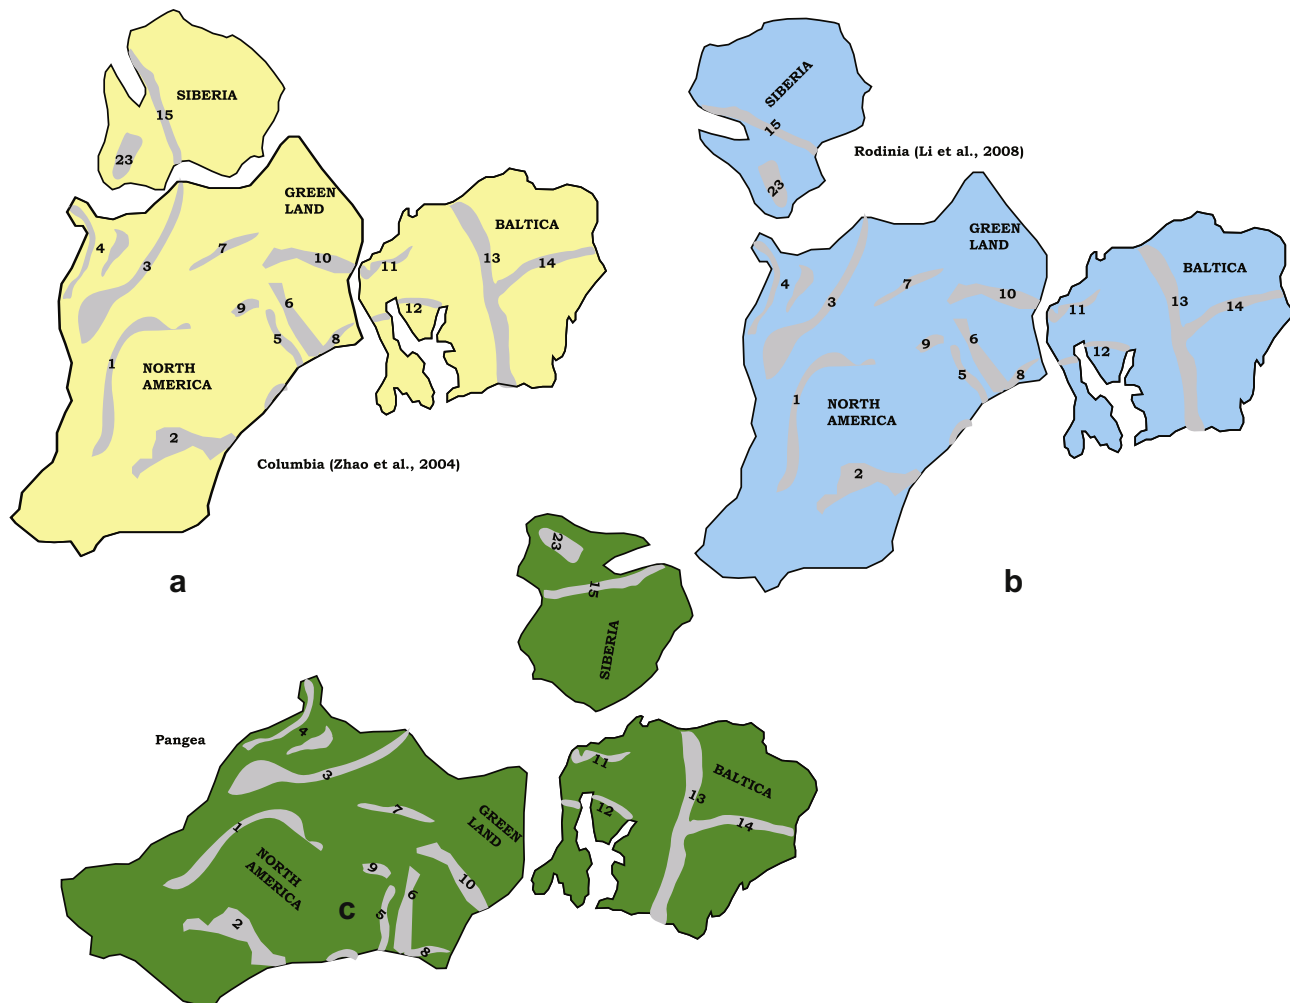 SIBERIA
15
23
GREEN
LAND
BALTICA
4
3
7
10
11
13
14
9
6
12
5
8
1
NORTH
AMERICA
2
Columbia (Zhao et al., 2004)
a
SIBERIA
15
Rodinia (Li et al., 2008)
23
GREEN
LAND
BALTICA
4
3
7
10
11
13
14
9
6
12
5
8
1
NORTH
AMERICA
2
b
23
15
SIBERIA
Pangea
4
3
11
BALTICA
13
12
14
7
GREEN
LAND
1
NORTH
AMERICA
9
6
10
5
c
2
8